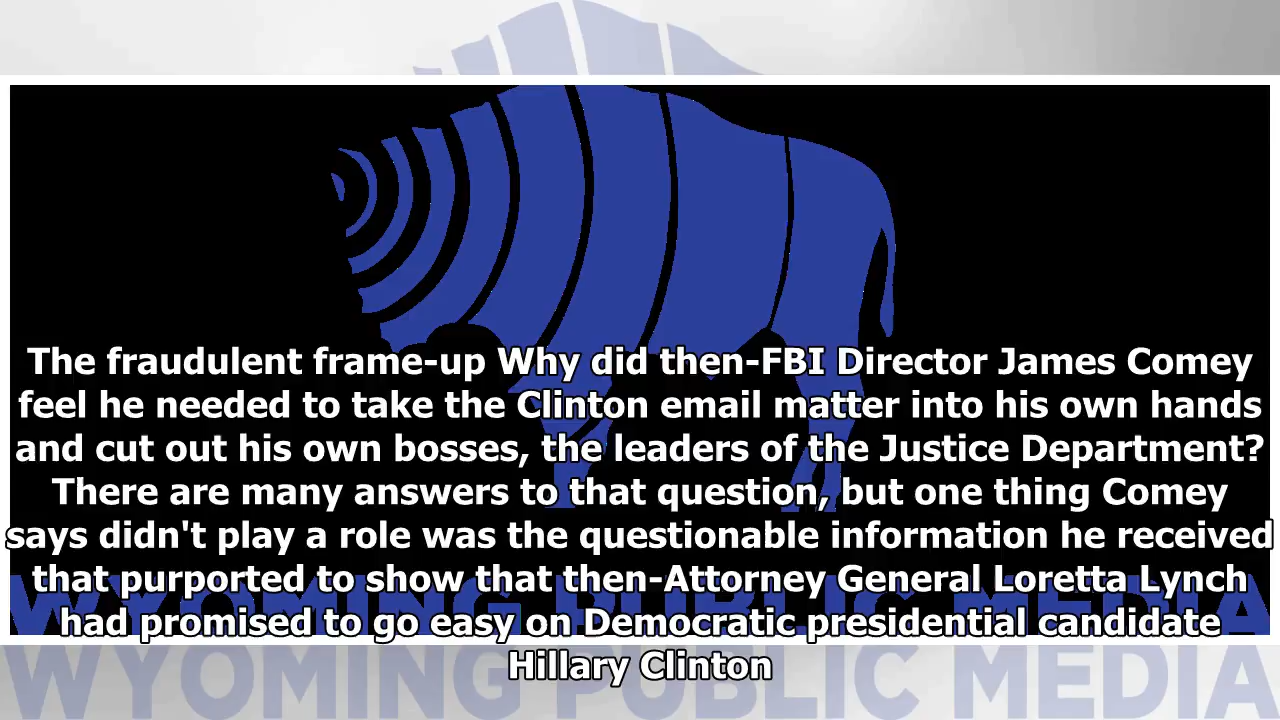 The fraudulent frame-up Why did then-FBI Director James Comey
feel he needed to take the Clinton email matter into his own hands
and cut out his own bosses, the leaders of the Justice Department?
There are many answers to that question, but one thing Comey
says didn't play a role was the questionable information he received
that purported to show that then-Attorney General Loretta Lynch
had promised to go easy on Democratic presidential candidate
Hillary Clinton
WYOMING PUBLIC MEDIA
WYOMING PUBLIC MEDIA